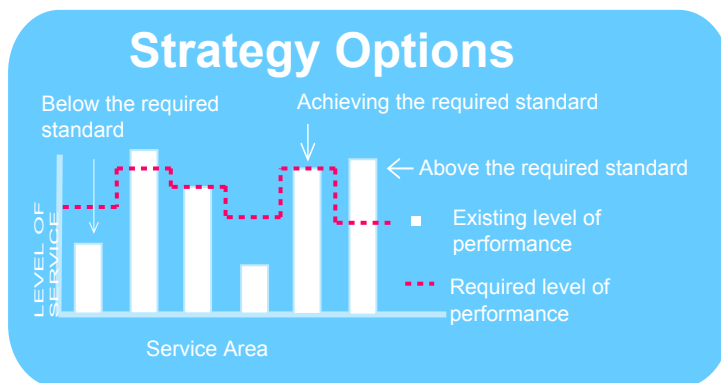 Strategy Options
Below the required
standard
Achieving the required standard
Above the required standard
LEVEL OF
SERVICE
Existing level of
performance
Required level of
performance
Service Area